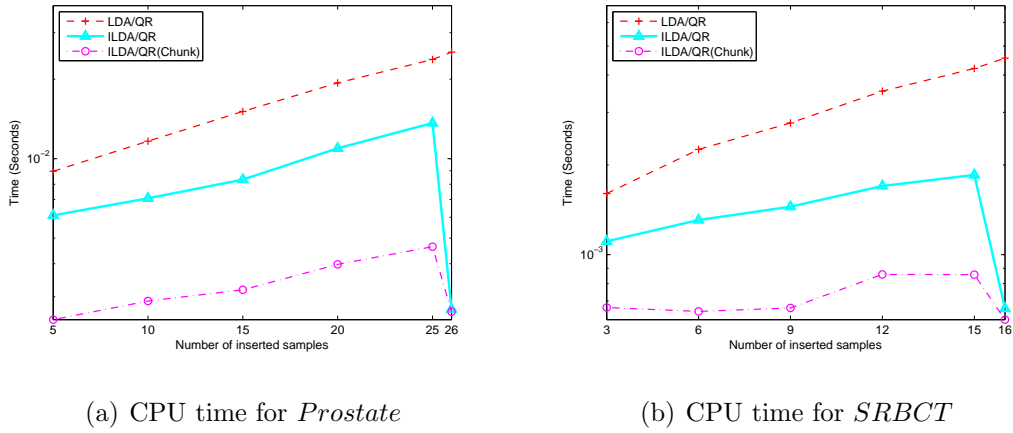 LDA/QR
ILDA/QR
ILDA/QR(Chunk)
Time (Seconds)
10⁻²
5 10 15 20 25 26
Number of inserted samples
(a) CPU time for Prostate
LDA/QR
ILDA/QR
ILDA/QR(Chunk)
Time (Seconds)
10⁻³
3 6 9 12 15 16
Number of inserted samples
(b) CPU time for SRBCT